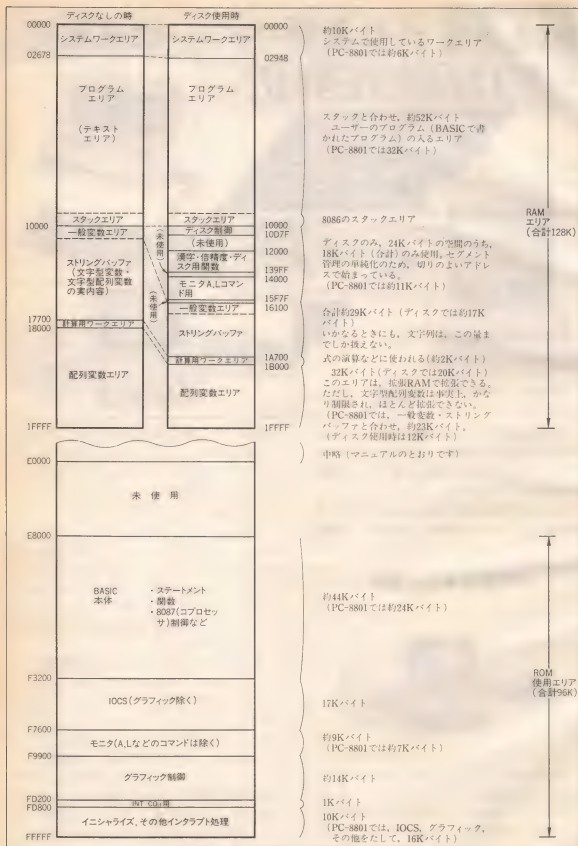 ディスクなしの時
ディスク使用時
00000
システムワークエリア
システムワークエリア
00000
約10Kバイト
システムで使用しているワークエリア
(PC-8801では約6Kバイト)
02678
02948
プログラム
エリア
(テキスト
エリア)
プログラム
エリア
スタックと合わせ，約52Kバイト
ユーザーのプログラム（BASICで書
かれたプログラム）の入るエリア
(PC-8801では32Kバイト)
RAM
エリア
(合計128K)
スタックエリア
スタックエリア
8086のスタックエリア
10000
一般変数エリア
(未使用)
ディスク制御
10000
10D7F
(未使用)
12000
漢字・倍精度・ディ
スク用関数
139FF
14000
モニタA,Lコマン
ド用
15F7F
(未使用)
一般変数エリア
16100
ディスクのみ，24Kバイトの空間のうち，
18Kバイト（合計）のみ使用。セグメント
管理の単純化のため，切りのよいアドレ
スで始まっている。
(PC-8801では約11Kバイト)
ストリングバッファ
(文字型変数・
文字型配列変数
の実内容)
ストリングバッファ
合計約29Kバイト（ディスクでは約17K
バイト）
いかなるときにも，文字列は，この量ま
でしか扱えない。
17700
計算用ワークエリア
18000
計算用ワークエリア
1A700
1B000
式の演算などに使われる（約2Kバイト）
配列変数エリア
配列変数エリア
32Kバイト（ディスクでは20Kバイト）
このエリアは，拡張RAMで拡張できる。
ただし，文字型配列変数は事実上，かな
り制限され，ほとんど拡張できない。
(PC-8801では，一般変数・ストリング
バッファと合わせ，約23Kバイト。
(ディスク使用時は12Kバイト)
1FFFF
1FFFF
中略（マニュアルのとおりです）
E0000
未使用
E8000
BASIC
本体
・ステートメント
・関数
・8087(コプロセッ
サ)制御など
約44Kバイト
(PC-8801では約24Kバイト)
ROM
使用エリア
(合計96K)
F3200
IOCS(グラフィック除く)
17Kバイト
F7600
モニタ(A,Lなどのコマンドは除く)
約9Kバイト
(PC-8801では約7Kバイト)
F9900
グラフィック制御
約14Kバイト
FD200
INT CO用
1Kバイト
FD800
イニシャライズ，その他インタラプト処理
10Kバイト
(PC-8801では，IOCS，グラフィック，
その他をたして，16Kバイト)
FFFFF